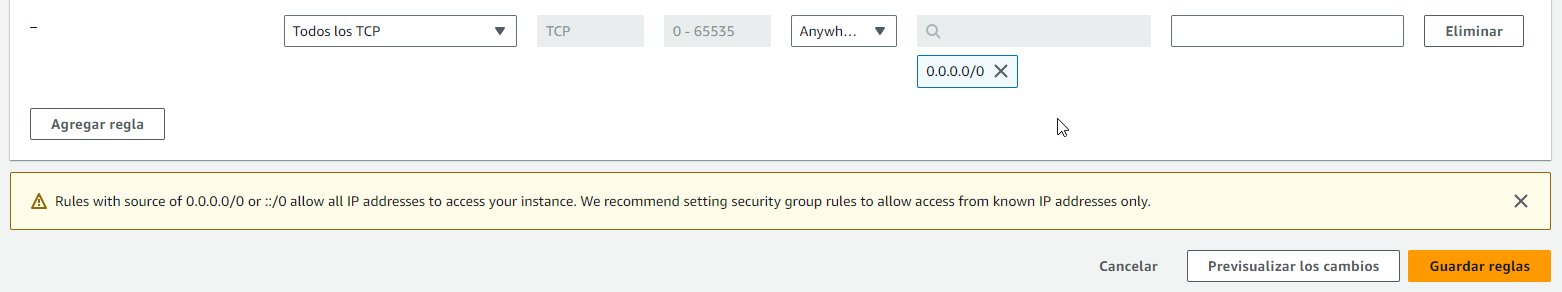 –
Todos los TCP
TCP
0 - 65535
Anywh...
Eliminar
0.0.0.0/0
Agregar regla
Rules with source of 0.0.0.0/0 or ::/0 allow all IP addresses to access your instance. We recommend setting security group rules to allow access from known IP addresses only.
Cancelar
Previsualizar los cambios
Guardar reglas